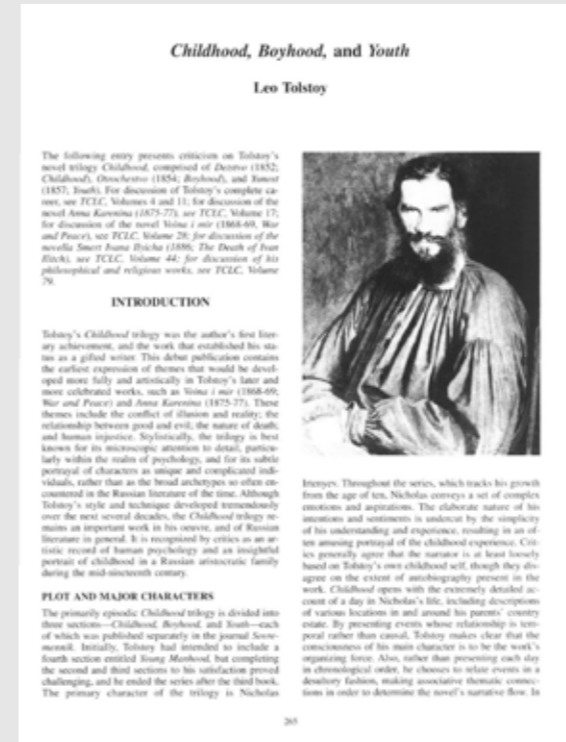 Childhood, Boyhood, and Youth
Leo Tolstoy
The following entry presents criticism on Tolstoy's
novel trilogy Childhood, comprised of Detstvo (1852;
Childhood), Otrochestvo (1854; Boyhood), and Yunost
(1857; Youth). For discussion of Tolstoy's complete ca-
reer, see TCLC, Volumes 4 and 11; for discussion of the
novel Anna Karenina (1875-77), see TCLC, Volume 17;
for discussion of the novel Voina i mir (1868-69, War
and Peace), see TCLC, Volume 28; for discussion of the
novella Smert Ivana Ilyicha (1886; The Death of Ivan
Ilitch), see TCLC, Volume 44; for discussion of his
philosophical and religious works, see TCLC, Volume
79.
INTRODUCTION
Tolstoy's Childhood trilogy was the author's first liter-
ary achievement, and the work that established his sta-
tus as a gifted writer. This debut publication contains
the earliest expression of themes that would be devel-
oped more fully and artistically in Tolstoy's later and
more celebrated works, such as Voina i mir (1868-69;
War and Peace) and Anna Karenina (1875-77). These
themes include the conflict of illusion and reality; the
relationship between good and evil; the nature of death;
and human injustice. Stylistically, the trilogy is best
known for its microscopic attention to detail, particu-
larly within the realm of psychology, and for its subtle
portrayal of characters as unique and complicated indi-
viduals, rather than as the broad archetypes so often en-
countered in the Russian literature of the time. Although
Tolstoy's style and technique developed tremendously
over the next several decades, the Childhood trilogy re-
mains an important work in his oeuvre, and of Russian
literature in general. It is recognized by critics as an ar-
tistic record of human psychology and an insightful
portrait of childhood in a Russian aristocratic family
during the mid-nineteenth century.
PLOT AND MAJOR CHARACTERS
The primarily episodic Childhood trilogy is divided into
three sections—Childhood, Boyhood, and Youth—each
of which was published separately in the journal Sovre-
mennik. Initially, Tolstoy had intended to include a
fourth section entitled Young Manhood, but completing
the second and third sections to his satisfaction proved
challenging, and he ended the series after the third book.
The primary character of the trilogy is Nicholas
Irtenyev. Throughout the series, which tracks his growth
from the age of ten, Nicholas conveys a set of complex
emotions and aspirations. The elaborate nature of his
intentions and sentiments is undercut by the simplicity
of his understanding and experience, resulting in an of-
ten amusing portrayal of the childhood experience. Crit-
ics generally agree that the narrator is at least loosely
based on Tolstoy's own childhood self, though they dis-
agree on the extent of autobiography present in the
work. Childhood opens with the extremely detailed ac-
count of a day in Nicholas's life, including descriptions
of various locations in and around his parents' country
estate. By presenting events whose relationship is tem-
poral rather than causal, Tolstoy makes clear that the
consciousness of his main character is to be the work's
organizing force. Also, rather than presenting each day
in chronological order, he chooses to relate events in a
desultory fashion, making associative thematic connec-
tions in order to determine the novel's narrative flow. In
265